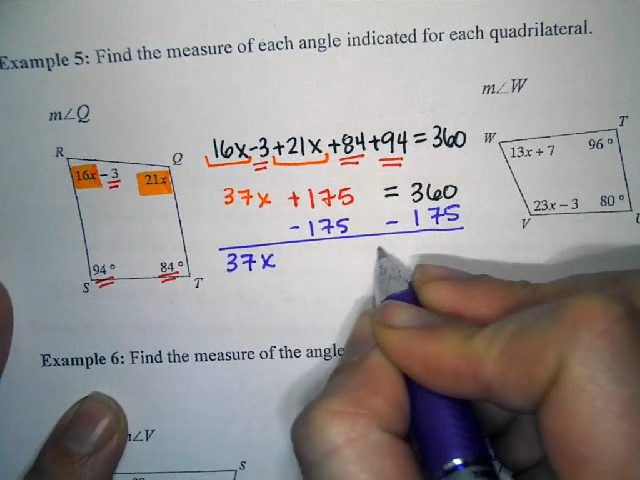 Example 5: Find the measure of each angle indicated for each quadrilateral.
m∠Q
m∠W
R
Q
16x - 3
21x
94°
84°
S
T
16x-3+21x+84+94=360
37x +175 = 360
-175 -175
37x
W
T
13x + 7
96°
23x - 3
80°
V
Example 6: Find the measure of the angle
∠V
S